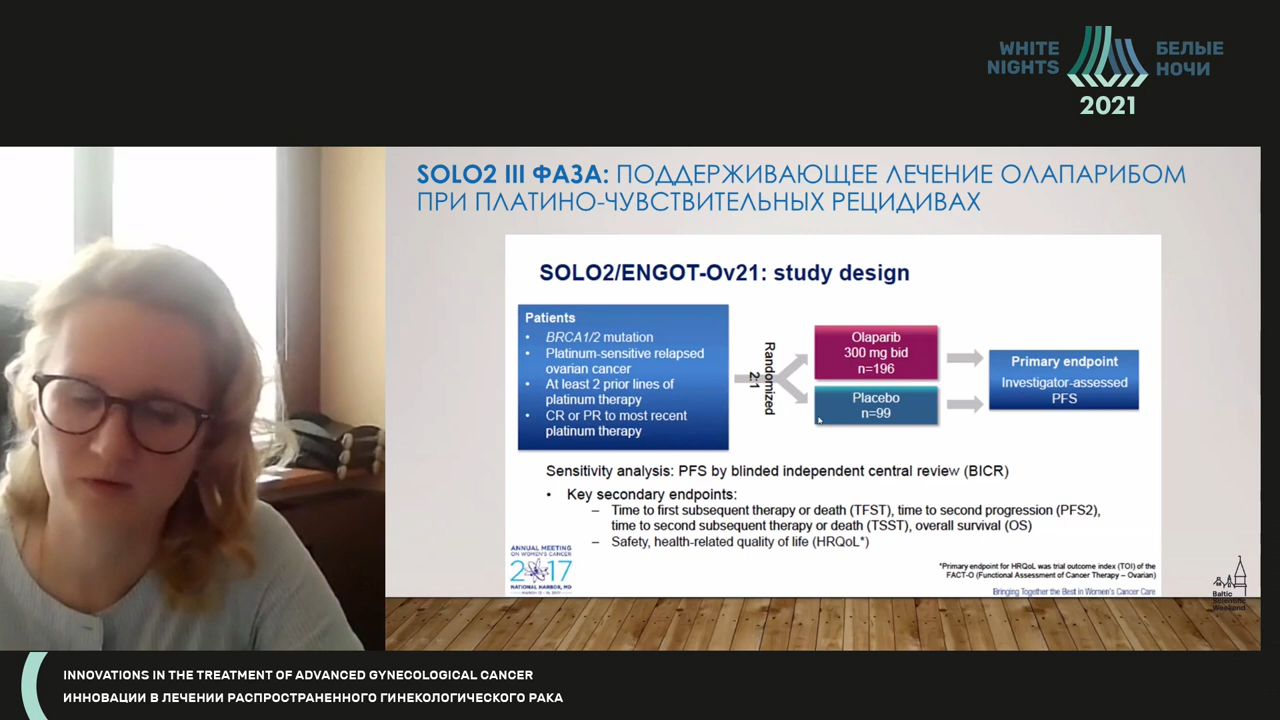 WHITE
NIGHTS
БЕЛЫЕ
НОЧИ
2021
SOLO2 III ФАЗА: ПОДДЕРЖИВАЮЩЕЕ ЛЕЧЕНИЕ ОЛАПАРИБОМ
ПРИ ПЛАТИНО-ЧУВСТВИТЕЛЬНЫХ РЕЦИДИВАХ
SOLO2/ENGOT-Ov21: study design
Patients
• BRCA1/2 mutation
• Platinum-sensitive relapsed
ovarian cancer
• At least 2 prior lines of
platinum therapy
• CR or PR to most recent
platinum therapy
Randomized
2:1
Olaparib
300 mg bid
n=196
Placebo
n=99
Primary endpoint
Investigator-assessed
PFS
Sensitivity analysis: PFS by blinded independent central review (BICR)
• Key secondary endpoints:
– Time to first subsequent therapy or death (TFST), time to second progression (PFS2),
time to second subsequent therapy or death (TSST), overall survival (OS)
– Safety, health-related quality of life (HRQoL*)
ANNUAL MEETING
ON WOMEN'S CANCER
2017
NATIONAL HARBOR, MD
*Primary endpoint for HRQoL was trial outcome index (TOI) of the
FACT-O (Functional Assessment of Cancer Therapy – Ovarian)
Bringing Together the Best in Women's Cancer Care
Baltic
Scientific
Weekend
INNOVATIONS IN THE TREATMENT OF ADVANCED GYNECOLOGICAL CANCER
ИННОВАЦИИ В ЛЕЧЕНИИ РАСПРОСТРАНЕННОГО ГИНЕКОЛОГИЧЕСКОГО РАКА